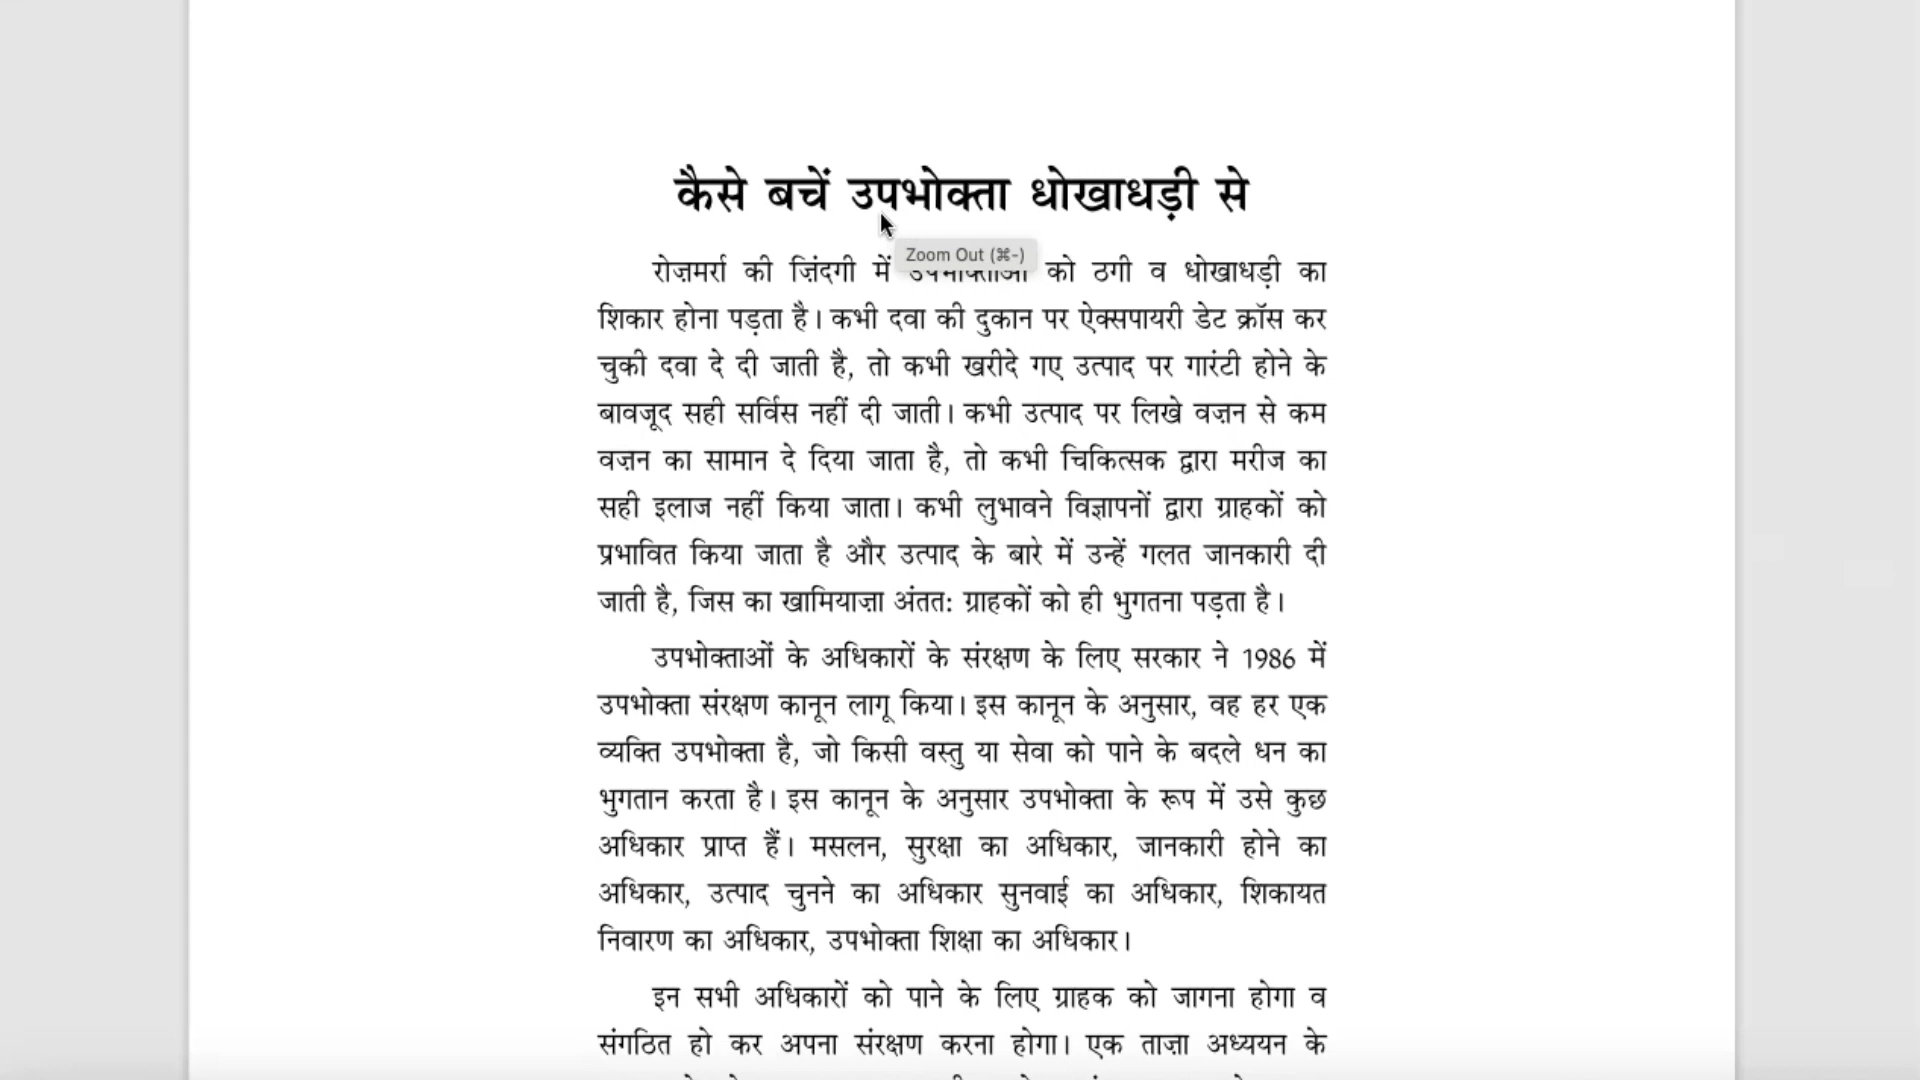 कैसे बचें उपभोक्ता धोखाधड़ी से
Zoom Out (⌘-)
रोज़मर्रा की ज़िंदगी में उपभोक्ताओं को ठगी व धोखाधड़ी का
शिकार होना पड़ता है। कभी दवा की दुकान पर ऐक्सपायरी डेट क्रॉस कर
चुकी दवा दे दी जाती है, तो कभी खरीदे गए उत्पाद पर गारंटी होने के
बावजूद सही सर्विस नहीं दी जाती। कभी उत्पाद पर लिखे वज़न से कम
वज़न का सामान दे दिया जाता है, तो कभी चिकित्सक द्वारा मरीज का
सही इलाज नहीं किया जाता। कभी लुभावने विज्ञापनों द्वारा ग्राहकों को
प्रभावित किया जाता है और उत्पाद के बारे में उन्हें गलत जानकारी दी
जाती है, जिस का खामियाज़ा अंतत: ग्राहकों को ही भुगतना पड़ता है।
उपभोक्ताओं के अधिकारों के संरक्षण के लिए सरकार ने 1986 में
उपभोक्ता संरक्षण कानून लागू किया। इस कानून के अनुसार, वह हर एक
व्यक्ति उपभोक्ता है, जो किसी वस्तु या सेवा को पाने के बदले धन का
भुगतान करता है। इस कानून के अनुसार उपभोक्ता के रूप में उसे कुछ
अधिकार प्राप्त हैं। मसलन, सुरक्षा का अधिकार, जानकारी होने का
अधिकार, उत्पाद चुनने का अधिकार सुनवाई का अधिकार, शिकायत
निवारण का अधिकार, उपभोक्ता शिक्षा का अधिकार।
इन सभी अधिकारों को पाने के लिए ग्राहक को जागना होगा व
संगठित हो कर अपना संरक्षण करना होगा। एक ताज़ा अध्ययन के